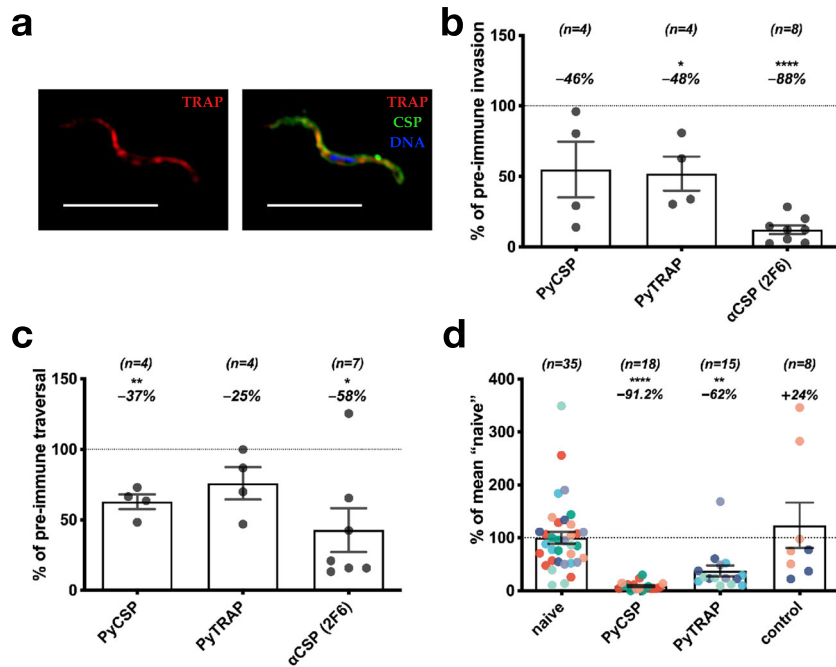 a
TRAP
TRAP
CSP
DNA
b
(n=4) (n=4) (n=8)
* ****
–46% –48% –88%
% of pre-immune invasion
150
100
50
0
PyCSP PyTRAP αCSP (2F6)
c
(n=4) (n=4) (n=7)
** *
–37% –25% –58%
% of pre-immune traversal
150
100
50
0
PyCSP PyTRAP αCSP (2F6)
d
(n=35) (n=18) (n=15) (n=8)
**** **
–91.2% –62% +24%
% of mean “naive”
400
300
200
100
0
naive PyCSP PyTRAP control